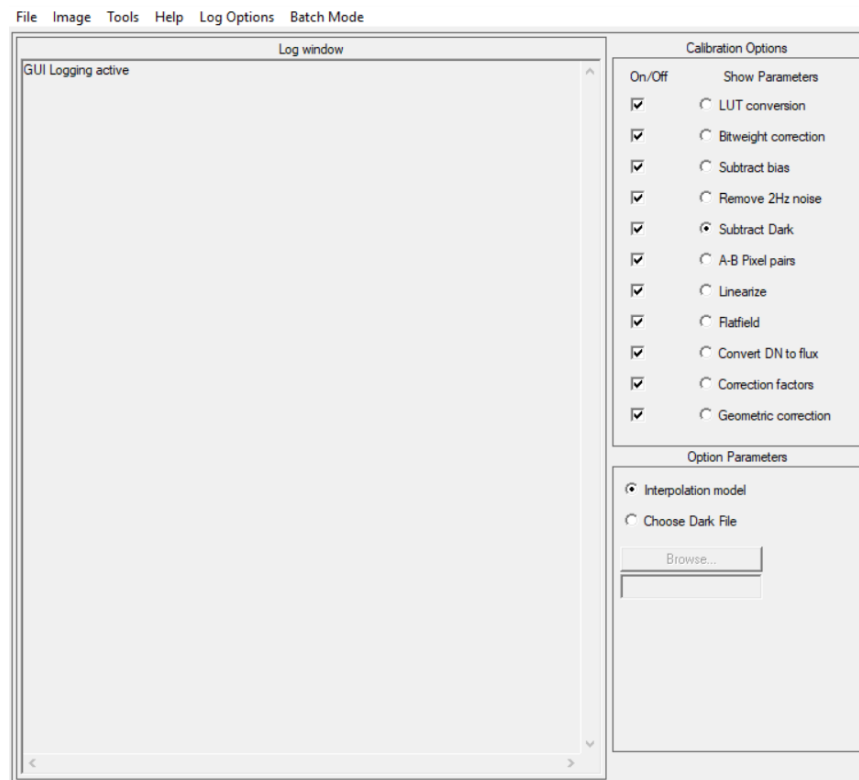 File Image Tools Help Log Options Batch Mode
Log window
GUI Logging active
Calibration Options
On/Off Show Parameters
LUT conversion
Bitweight correction
Subtract bias
Remove 2Hz noise
Subtract Dark
A-B Pixel pairs
Linearize
Flatfield
Convert DN to flux
Correction factors
Geometric correction
Option Parameters
Interpolation model
Choose Dark File
Browse...